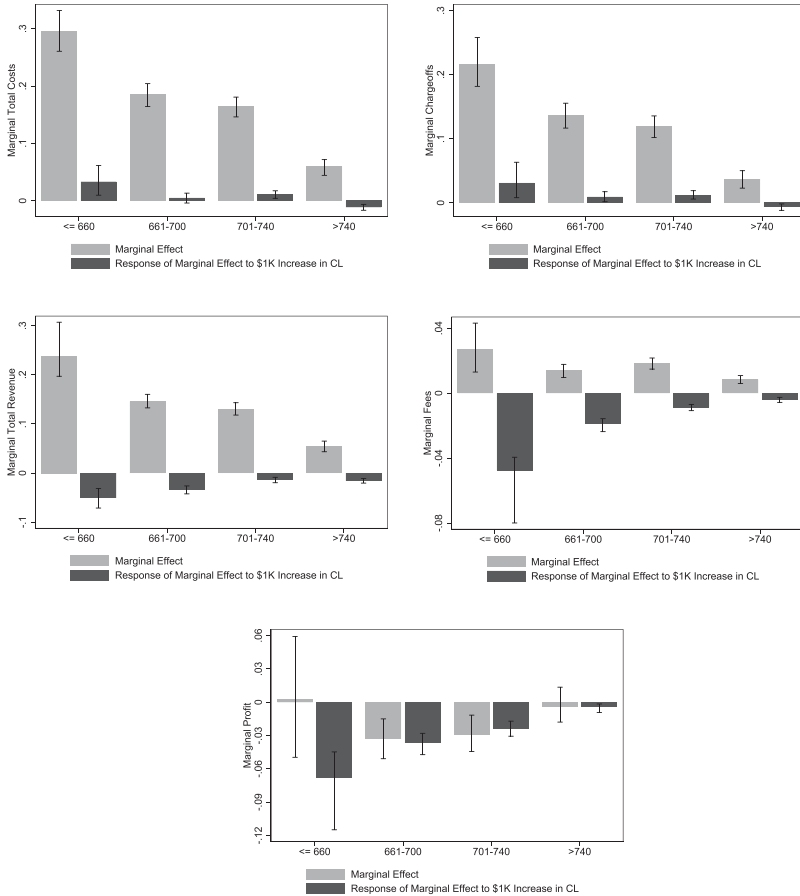 Marginal Total Costs
.3
.2
.1
0
<= 660 661-700 701-740 >740
Marginal Effect
Response of Marginal Effect to $1K Increase in CL
Marginal Chargeoffs
.3
.2
.1
0
<= 660 661-700 701-740 >740
Marginal Effect
Response of Marginal Effect to $1K Increase in CL
Marginal Total Revenue
.3
.2
.1
0
-.1
<= 660 661-700 701-740 >740
Marginal Effect
Response of Marginal Effect to $1K Increase in CL
Marginal Fees
.04
0
-.04
-.08
<= 660 661-700 701-740 >740
Marginal Effect
Response of Marginal Effect to $1K Increase in CL
Marginal Profit
.06
.03
0
-.03
-.06
-.09
-.12
<= 660 661-700 701-740 >740
Marginal Effect
Response of Marginal Effect to $1K Increase in CL